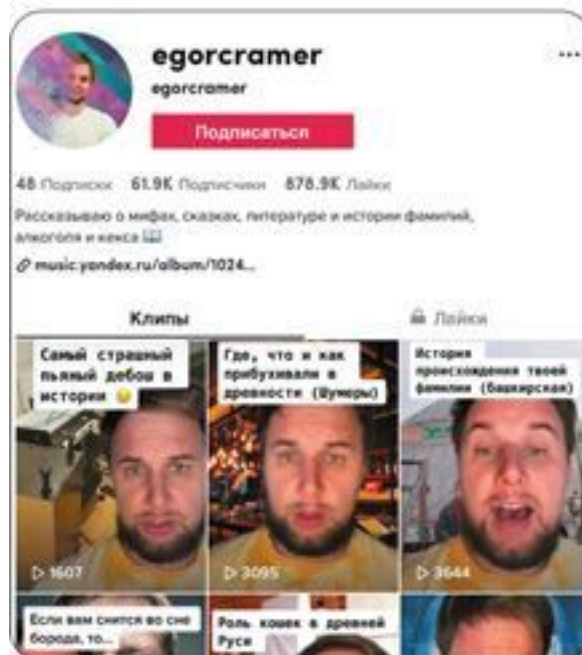 egorcramer
egorcramer
Подписаться
48 Подписки 61.9K Подписчики 878.9K Лайки
Рассказываю о мифах, сказках, литературе и истории фамилий,
алкоголя и кекса
music.yandex.ru/album/1024...
Клипы
Лайки
Самый страшный
пьяный дебош в
истории
Где, что и как
прибухивали в
древности (Шумеры)
История
происхождения твоей
фамилии (башкирская)
1607
3095
3644
Если вам снится во сне
борода, то...
Роль кошек в древней
Руси